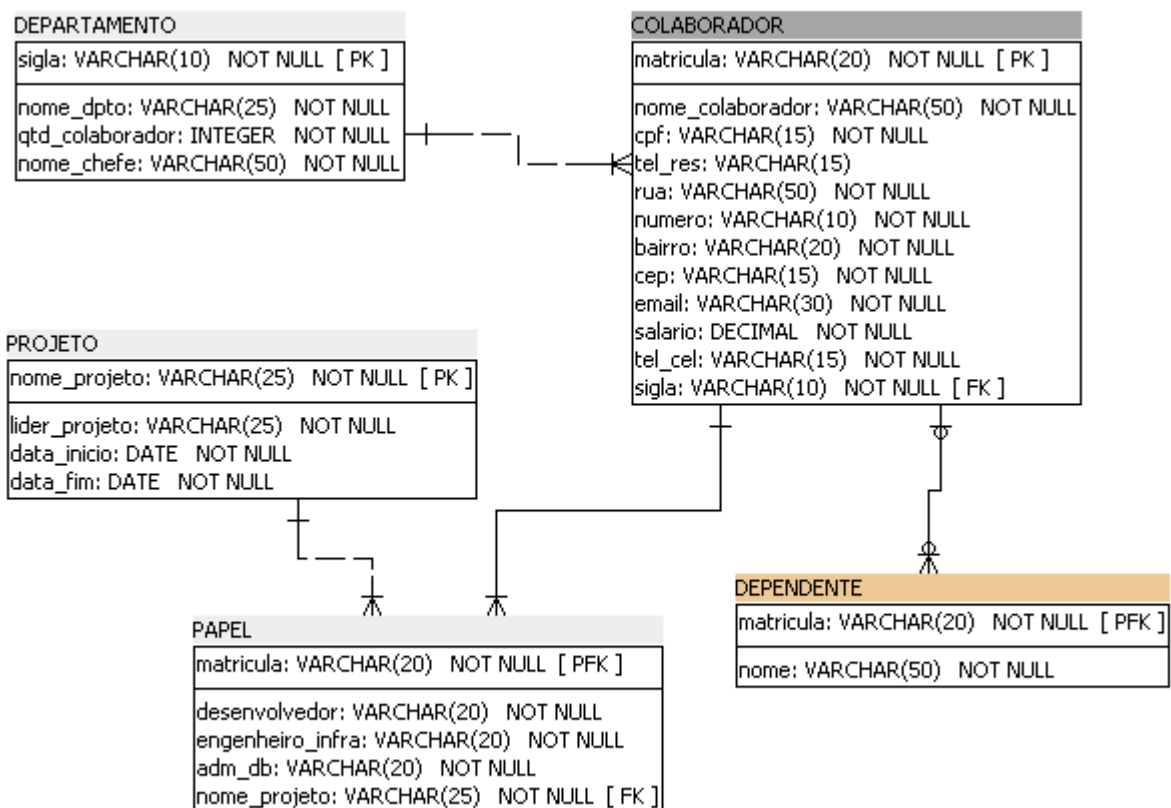 DEPARTAMENTO
sigla: VARCHAR(10) NOT NULL [ PK ]
nome_dpto: VARCHAR(25) NOT NULL
qtd_colaborador: INTEGER NOT NULL
nome_chefe: VARCHAR(50) NOT NULL
COLABORADOR
matricula: VARCHAR(20) NOT NULL [ PK ]
nome_colaborador: VARCHAR(50) NOT NULL
cpf: VARCHAR(15) NOT NULL
tel_res: VARCHAR(15)
rua: VARCHAR(50) NOT NULL
numero: VARCHAR(10) NOT NULL
bairro: VARCHAR(20) NOT NULL
cep: VARCHAR(15) NOT NULL
email: VARCHAR(30) NOT NULL
salario: DECIMAL NOT NULL
tel_cel: VARCHAR(15) NOT NULL
sigla: VARCHAR(10) NOT NULL [ FK ]
PROJETO
nome_projeto: VARCHAR(25) NOT NULL [ PK ]
lider_projeto: VARCHAR(25) NOT NULL
data_inicio: DATE NOT NULL
data_fim: DATE NOT NULL
DEPENDENTE
matricula: VARCHAR(20) NOT NULL [ PFK ]
nome: VARCHAR(50) NOT NULL
PAPEL
matricula: VARCHAR(20) NOT NULL [ PFK ]
desenvolvedor: VARCHAR(20) NOT NULL
engenheiro_infra: VARCHAR(20) NOT NULL
adm_db: VARCHAR(20) NOT NULL
nome_projeto: VARCHAR(25) NOT NULL [ FK ]